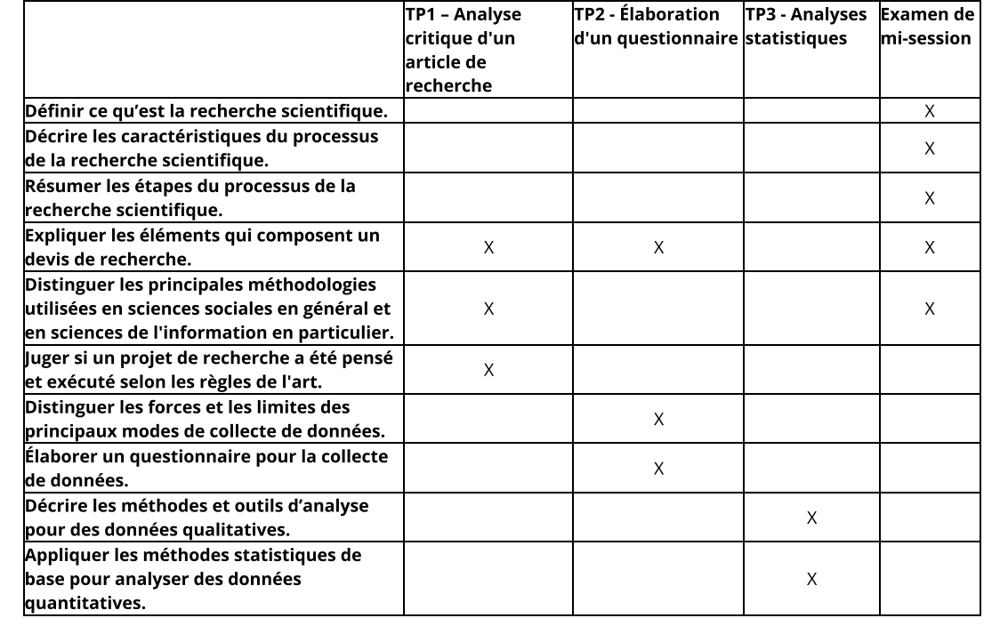 TP1 – Analyse critique d'un article de recherche
TP2 - Élaboration d'un questionnaire
TP3 - Analyses statistiques
Examen de mi-session
Définir ce qu’est la recherche scientifique.
X
Décrire les caractéristiques du processus
de la recherche scientifique.
X
Résumer les étapes du processus de la
recherche scientifique.
X
Expliquer les éléments qui composent un
devis de recherche.
X X X
Distinguer les principales méthodologies
utilisées en sciences sociales en général et
en sciences de l'information en particulier.
X X
Juger si un projet de recherche a été pensé
et exécuté selon les règles de l'art.
X
Distinguer les forces et les limites des
principaux modes de collecte de données.
X
Élaborer un questionnaire pour la collecte
de données.
X
Décrire les méthodes et outils d’analyse
pour des données qualitatives.
X
Appliquer les méthodes statistiques de
base pour analyser des données
quantitatives.
X